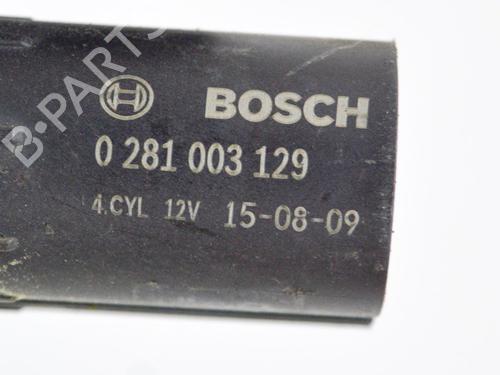 BOSCH
0 281 003 129
4.CYL 12V 15-08-09
B-PARTS